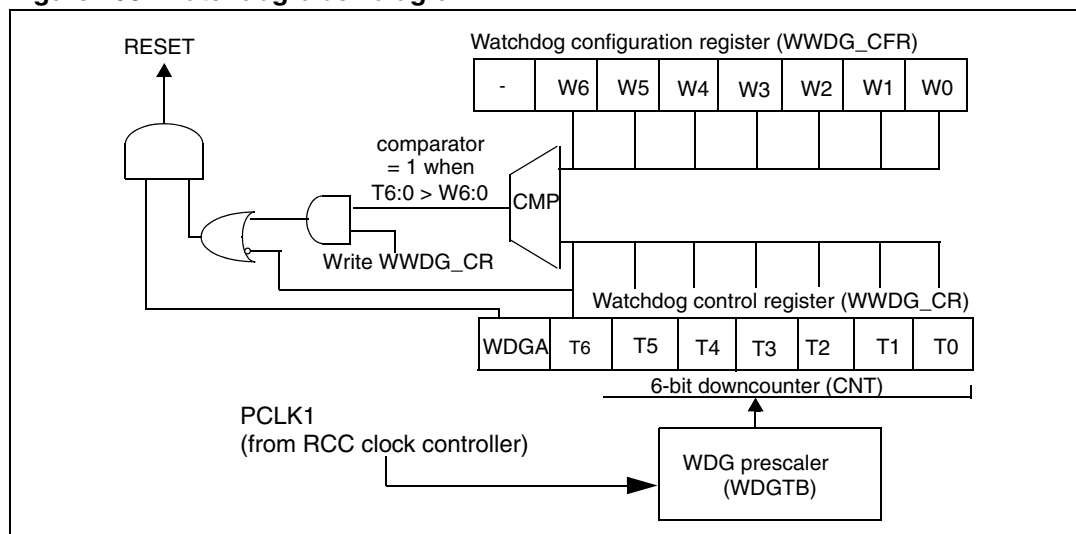 RESET
Watchdog configuration register (WWDG_CFR)
- W6 W5 W4 W3 W2 W1 W0
comparator
= 1 when
T6:0 > W6:0
CMP
Write WWDG_CR
Watchdog control register (WWDG_CR)
WDGA T6 T5 T4 T3 T2 T1 T0
6-bit downcounter (CNT)
PCLK1
(from RCC clock controller)
WDG prescaler
(WDGTB)